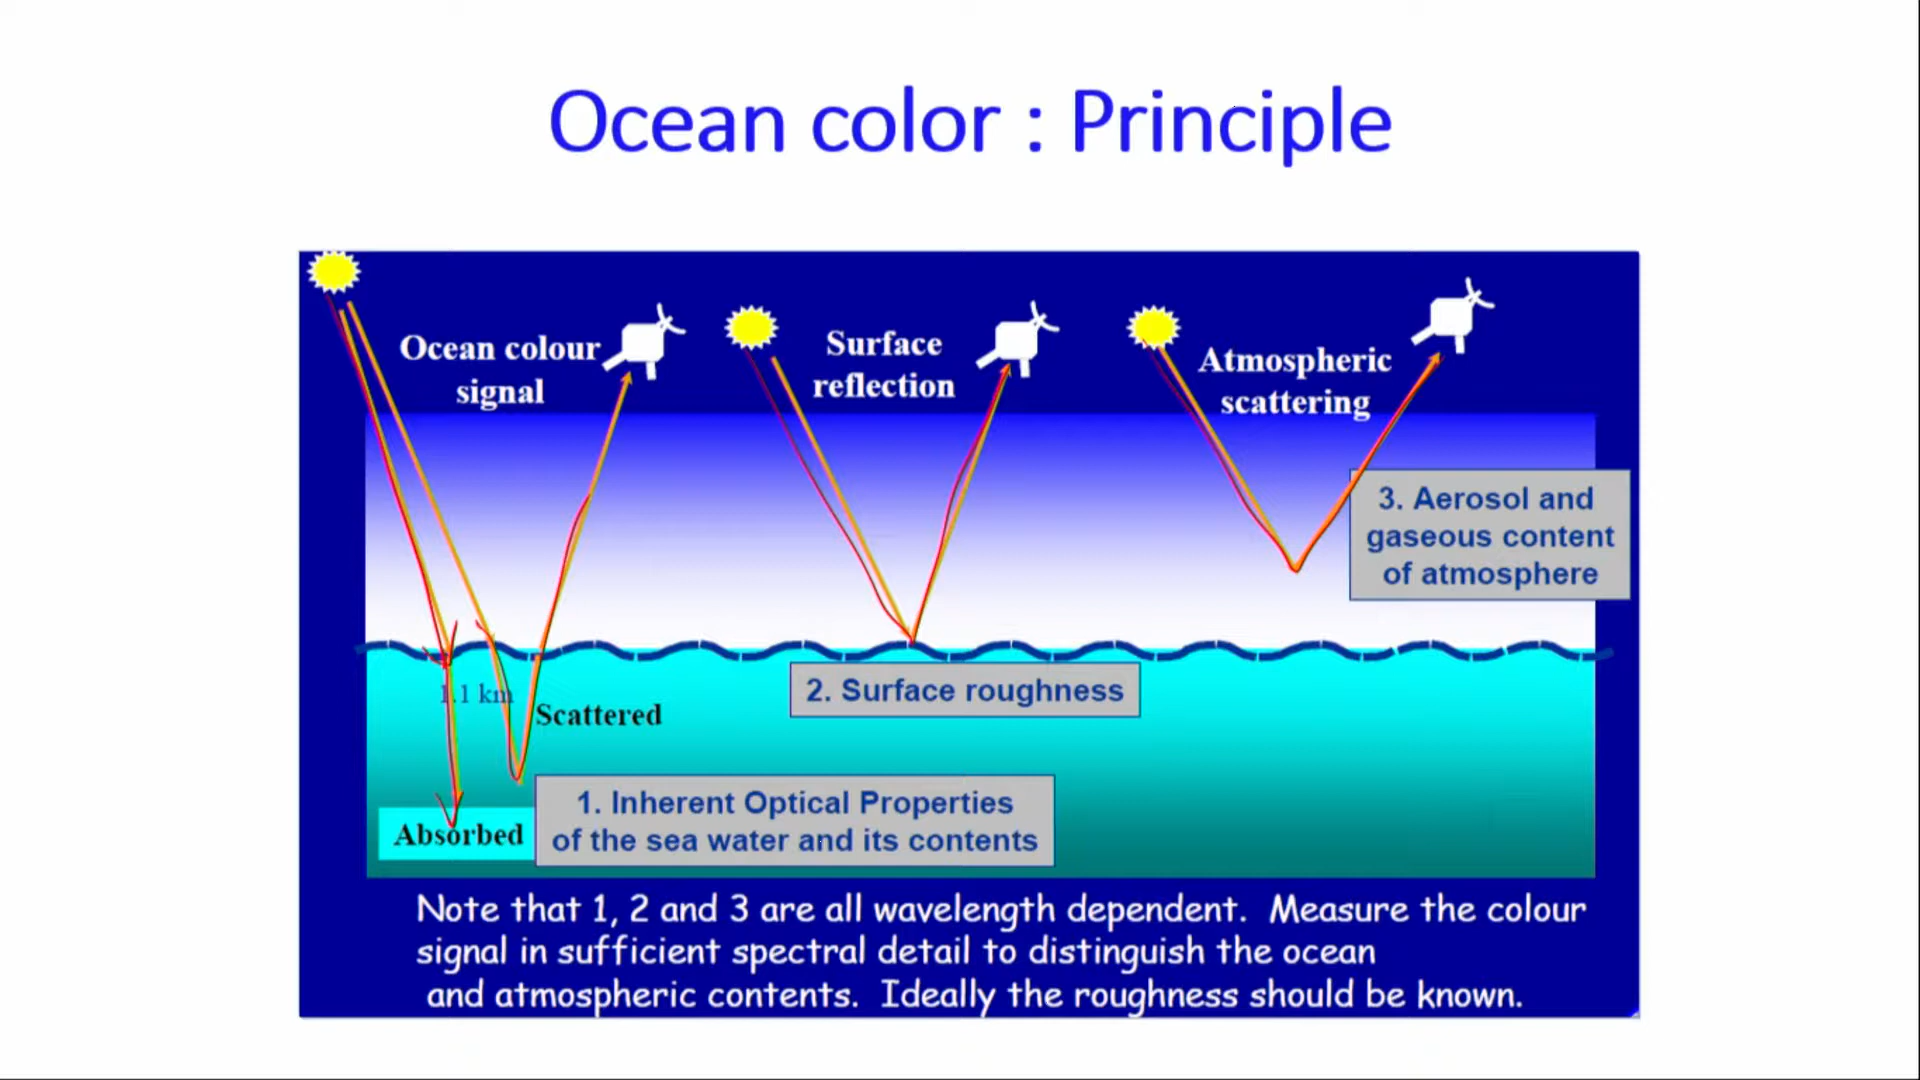 Ocean color : Principle
Ocean colour
signal
Surface
reflection
Atmospheric
scattering
3. Aerosol and
gaseous content
of atmosphere
1.1 km
Scattered
2. Surface roughness
Absorbed
1. Inherent Optical Properties
of the sea water and its contents
Note that 1, 2 and 3 are all wavelength dependent. Measure the colour
signal in sufficient spectral detail to distinguish the ocean
and atmospheric contents. Ideally the roughness should be known.